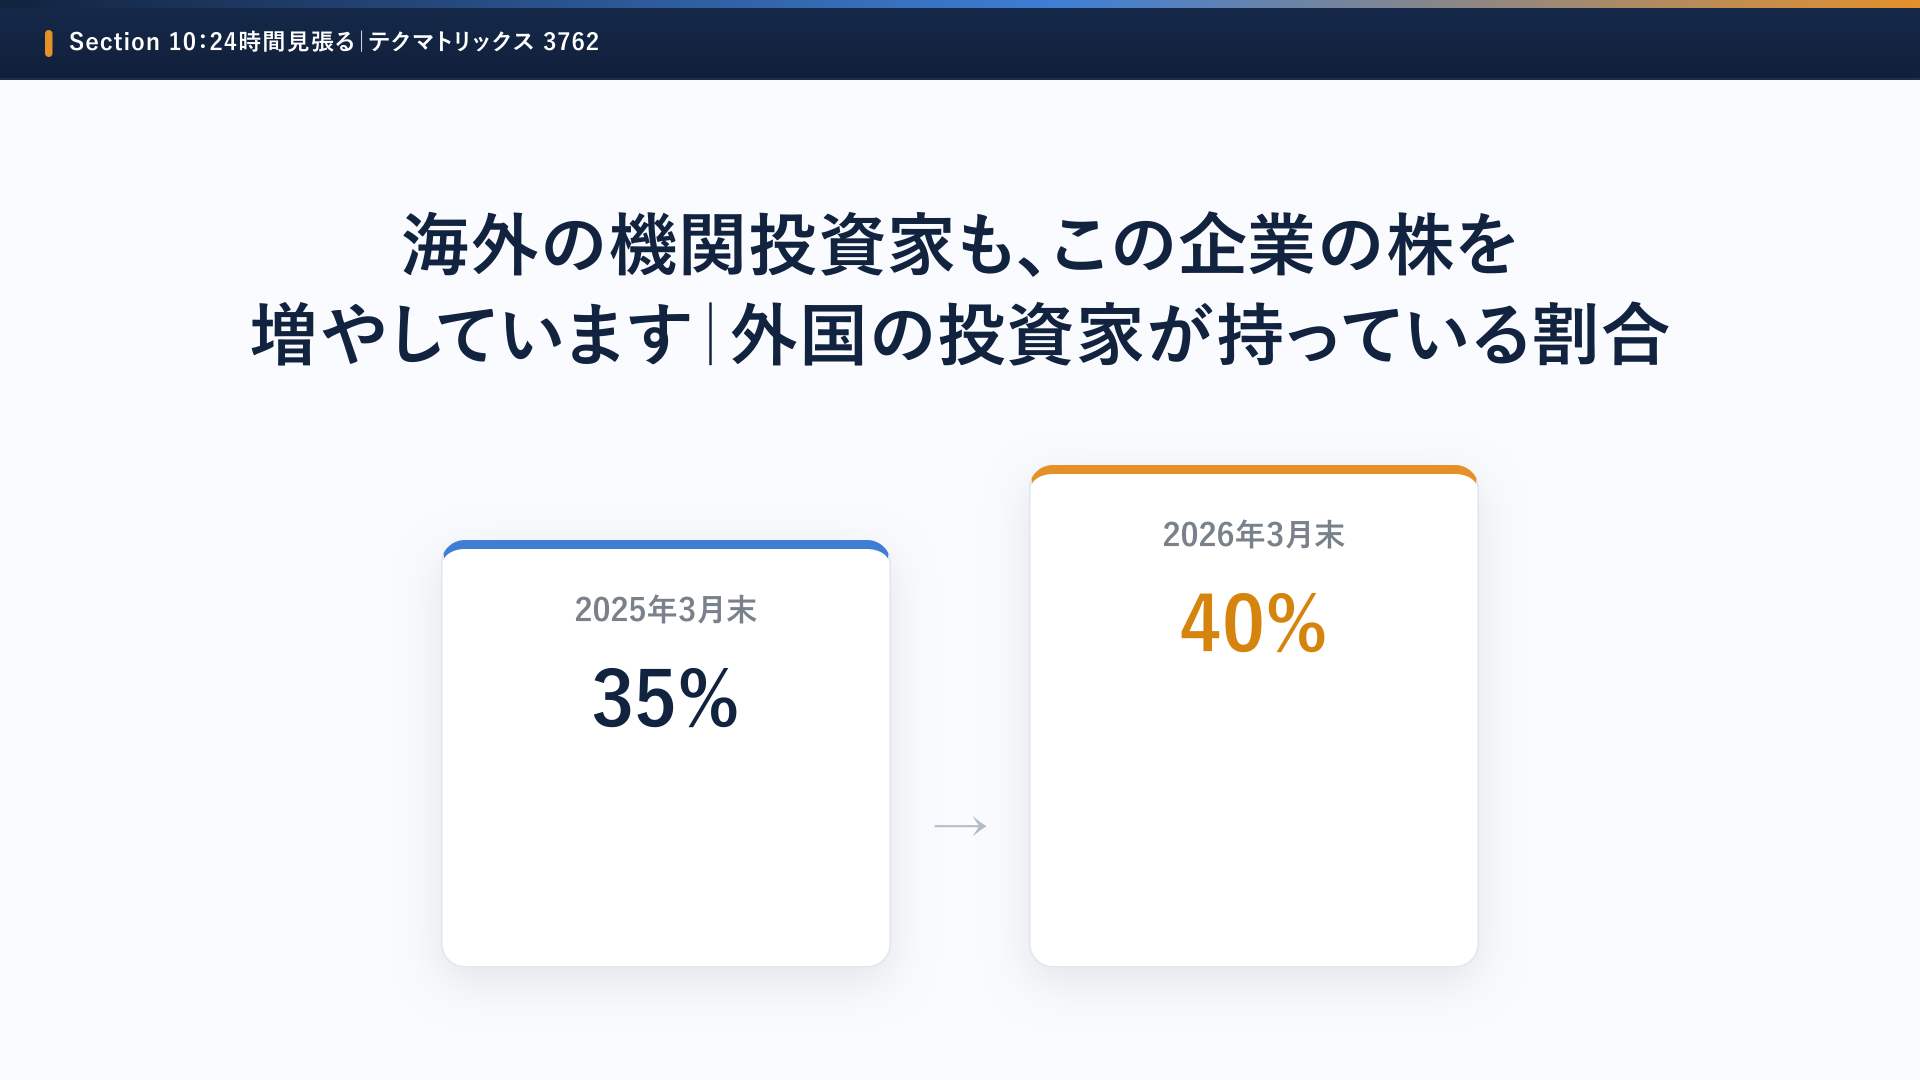 Section 10：24時間見張る｜テクマトリックス 3762
海外の機関投資家も、この企業の株を
増やしています｜外国の投資家が持っている割合
2025年3月末
35%
→
2026年3月末
40%